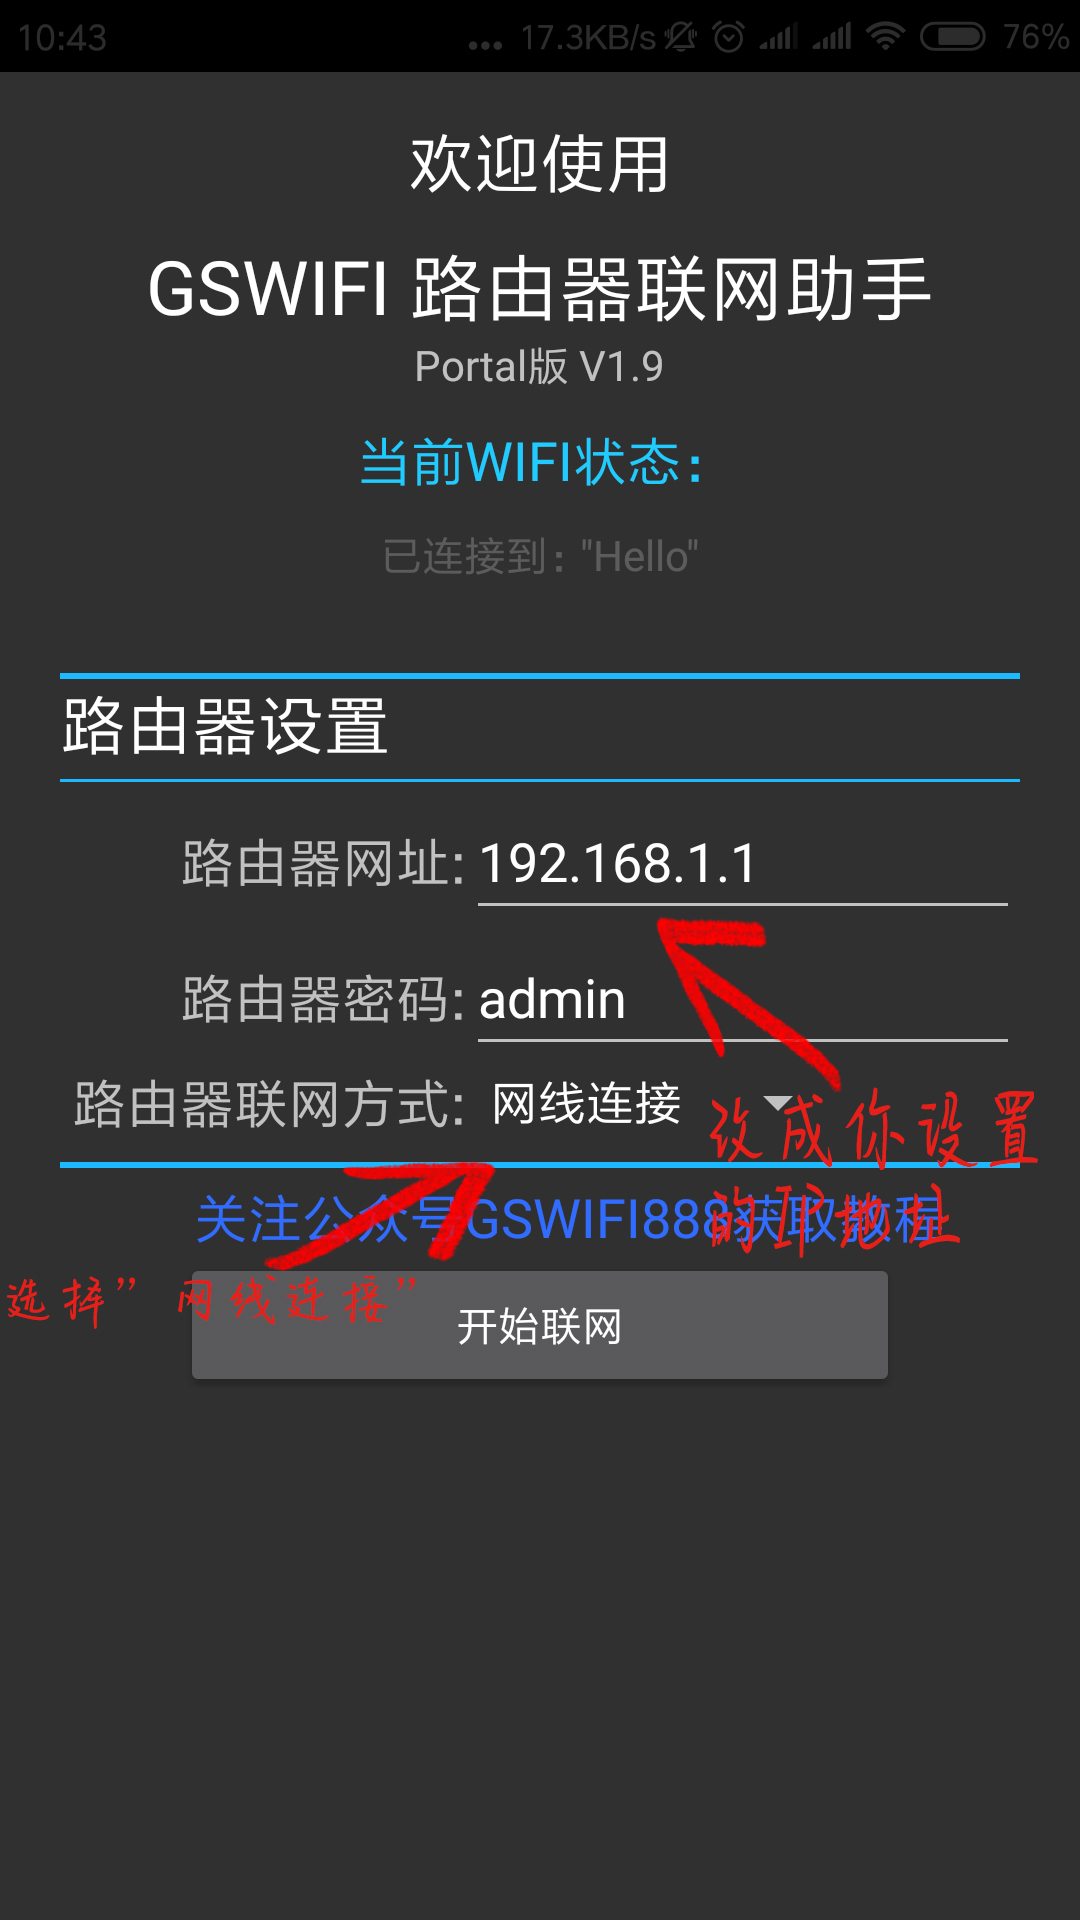 10:43 ... 17.3KB/s 76%
欢迎使用
GSWIFI 路由器联网助手
Portal版 V1.9
当前WIFI状态：
已连接到："Hello"
路由器设置
路由器网址: 192.168.1.1
路由器密码: admin
路由器联网方式: 网线连接
改成你设置
的IP地址
关注公众号GSWIFI888获取教程
选择”网线连接”
开始联网